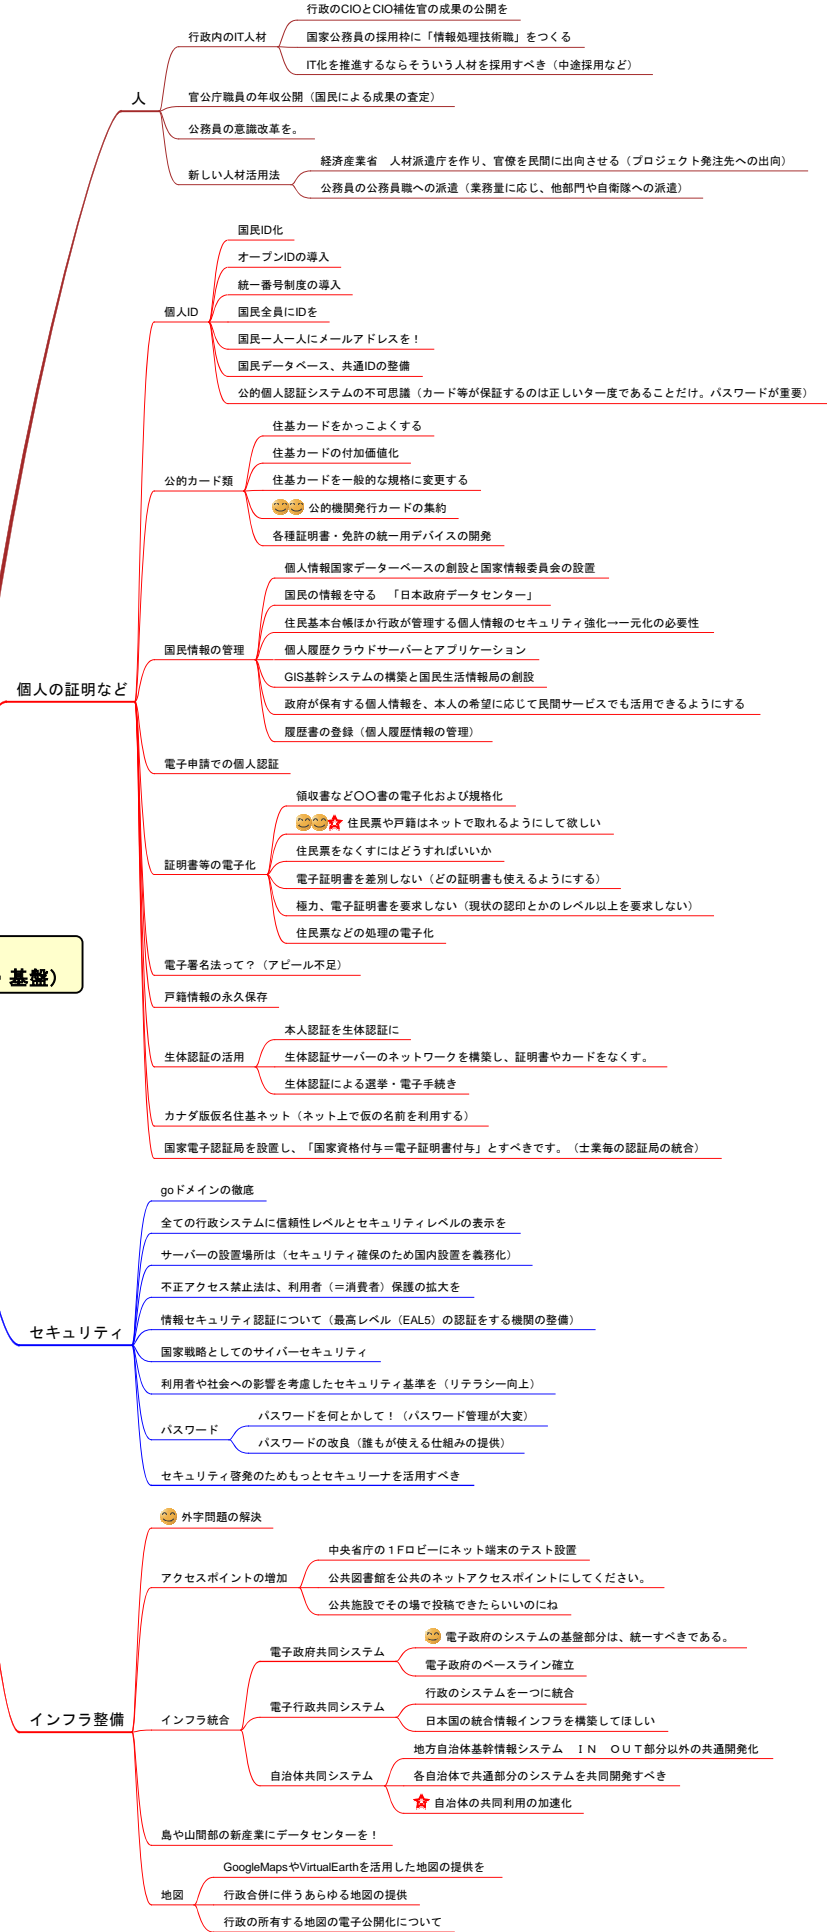 行政のCIOとCIO補佐官の成果の公開を
行政内のIT人材
国家公務員の採用枠に「情報処理技術職」をつくる
IT化を推進するならそういう人材を採用すべき（中途採用など）
人
官公庁職員の年収公開（国民による成果の査定）
公務員の意識改革を。
経済産業省　人材派遣庁を作り、官僚を民間に出向させる（プロジェクト発注先への出向）
新しい人材活用法
公務員の公務員職への派遣（業務量に応じ、他部門や自衛隊への派遣）
国民ID化
オープンIDの導入
統一番号制度の導入
個人ID
国民全員にIDを
国民一人一人にメールアドレスを！
国民データベース、共通IDの整備
公的個人認証システムの不可思議（カード等が保証するのは正しいター度であることだけ。パスワードが重要）
住基カードをかっこよくする
住基カードの付加価値化
公的カード類
住基カードを一般的な規格に変更する
公的機関発行カードの集約
各種証明書・免許の統一用デバイスの開発
個人情報国家データーベースの創設と国家情報委員会の設置
国民の情報を守る　「日本政府データセンター」
住民基本台帳ほか行政が管理する個人情報のセキュリティ強化→一元化の必要性
国民情報の管理
個人履歴クラウドサーバーとアプリケーション
GIS基幹システムの構築と国民生活情報局の創設
個人の証明など
政府が保有する個人情報を、本人の希望に応じて民間サービスでも活用できるようにする
履歴書の登録（個人履歴情報の管理）
電子申請での個人認証
領収書など〇〇書の電子化および規格化
住民票や戸籍はネットで取れるようにして欲しい
住民票をなくすにはどうすればいいか
証明書等の電子化
電子証明書を差別しない（どの証明書も使えるようにする）
極力、電子証明書を要求しない（現状の認印とかのレベル以上を要求しない）
住民票などの処理の電子化
電子署名法って？（アピール不足）
・基盤）
戸籍情報の永久保存
本人認証を生体認証に
生体認証の活用
生体認証サーバーのネットワークを構築し、証明書やカードをなくす。
生体認証による選挙・電子手続き
カナダ版仮名住基ネット（ネット上で仮の名前を利用する）
国家電子認証局を設置し、「国家資格付与＝電子証明書付与」とすべきです。（士業毎の認証局の統合）
goドメインの徹底
全ての行政システムに信頼性レベルとセキュリティレベルの表示を
サーバーの設置場所は（セキュリティ確保のため国内設置を義務化）
不正アクセス禁止法は、利用者（＝消費者）保護の拡大を
情報セキュリティ認証について（最高レベル（EAL5）の認証をする機関の整備）
セキュリティ
国家戦略としてのサイバーセキュリティ
利用者や社会への影響を考慮したセキュリティ基準を（リテラシー向上）
パスワードを何とかして！（パスワード管理が大変）
パスワード
パスワードの改良（誰もが使える仕組みの提供）
セキュリティ啓発のためもっとセキュリーナを活用すべき
外字問題の解決
中央省庁の１Fロビーにネット端末のテスト設置
アクセスポイントの増加
公共図書館を公共のネットアクセスポイントにしてください。
公共施設でその場で投稿できたらいいのにね
電子政府のシステムの基盤部分は、統一すべきである。
電子政府共同システム
電子政府のベースライン確立
行政のシステムを一つに統合
電子行政共同システム
インフラ整備
インフラ統合
日本国の統合情報インフラを構築してほしい
地方自治体基幹情報システム　ＩＮ　ＯＵＴ部分以外の共通開発化
自治体共同システム
各自治体で共通部分のシステムを共同開発すべき
自冶体の共同利用の加速化
島や山間部の新産業にデータセンターを！
GoogleMapsやVirtualEarthを活用した地図の提供を
地図
行政合併に伴うあらゆる地図の提供
行政の所有する地図の電子公開化について